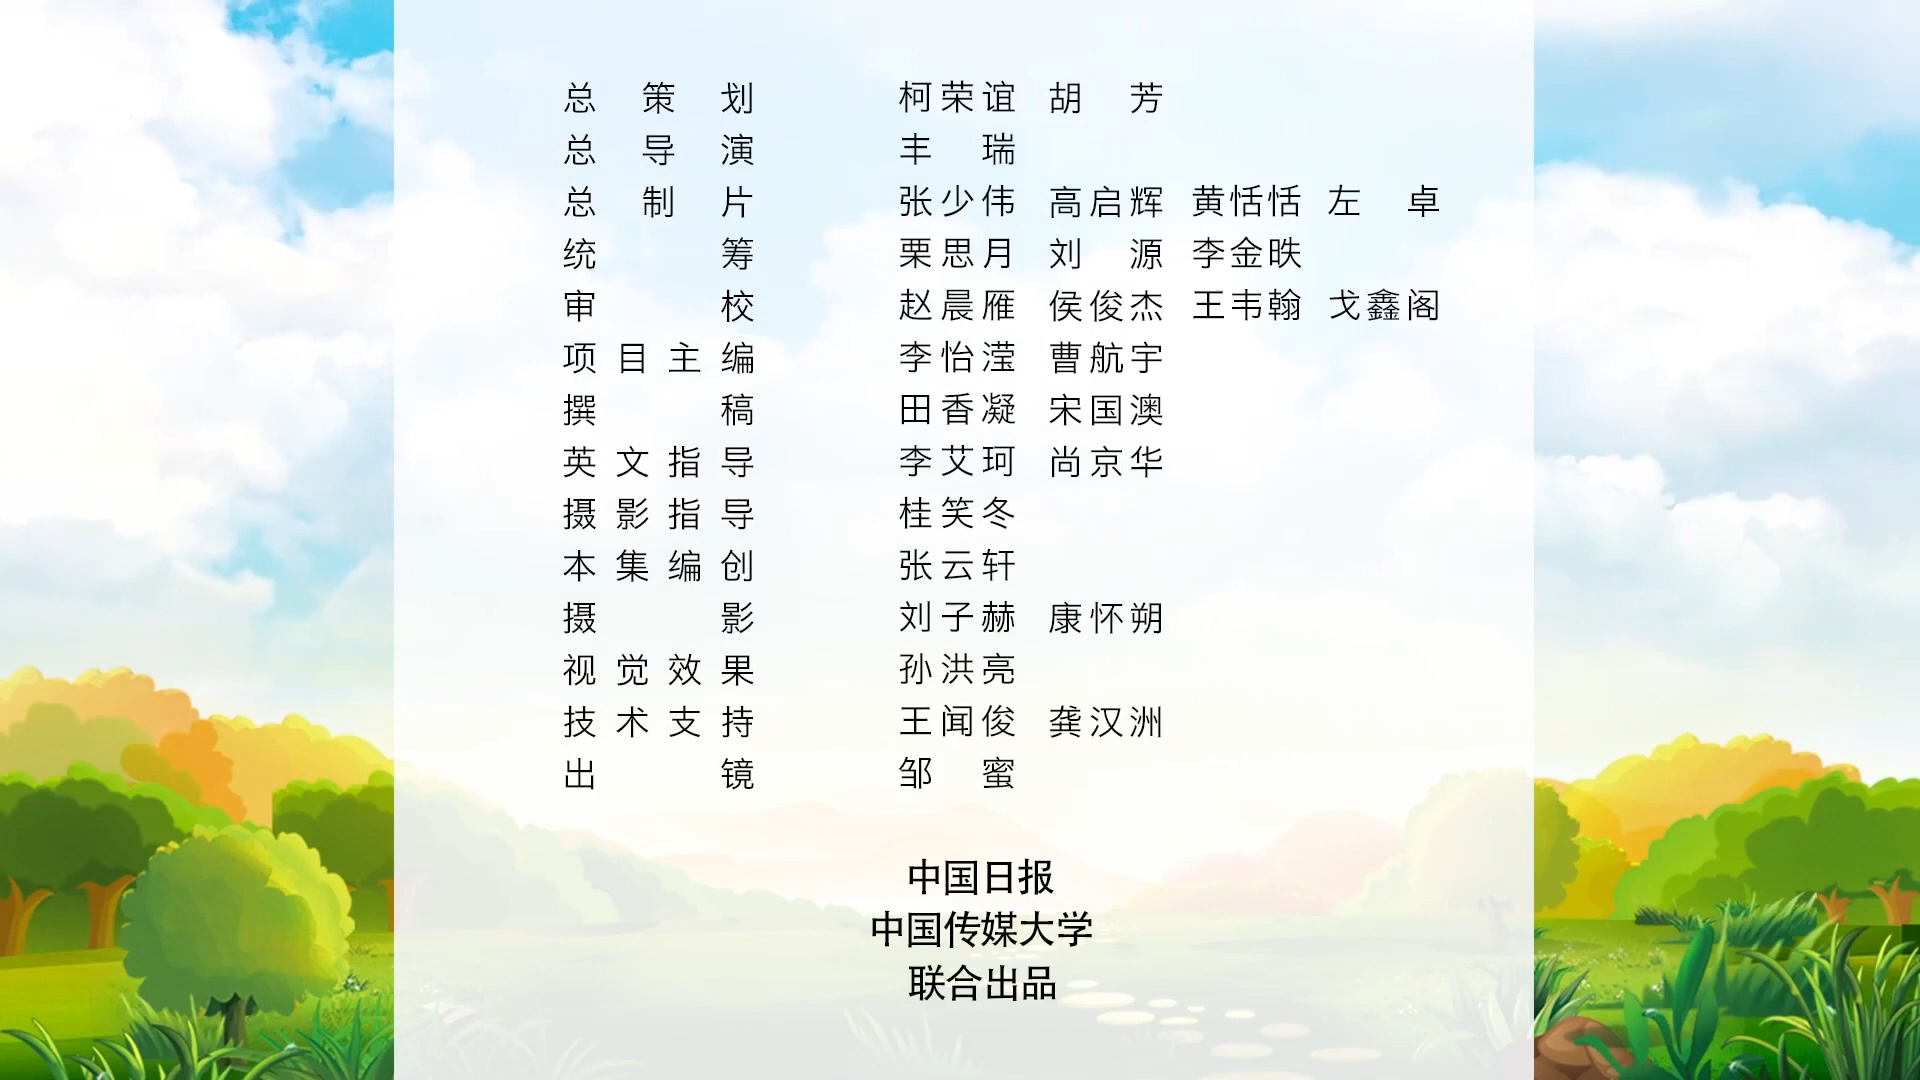 总策划 柯荣谊 胡芳
总导演 丰瑞
总制片 张少伟 高启辉 黄恬恬 左卓
统筹 栗思月 刘源 李金昳
审校 赵晨雁 侯俊杰 王韦翰 戈鑫阁
项目主编 李怡滢 曹航宇
撰稿 田香凝 宋国澳
英文指导 李艾珂 尚京华
摄影指导 桂笑冬
本集编创 张云轩
摄影 刘子赫 康怀朔
视觉效果 孙洪亮
技术支持 王闻俊 龚汉洲
出镜 邹蜜
中国日报
中国传媒大学
联合出品